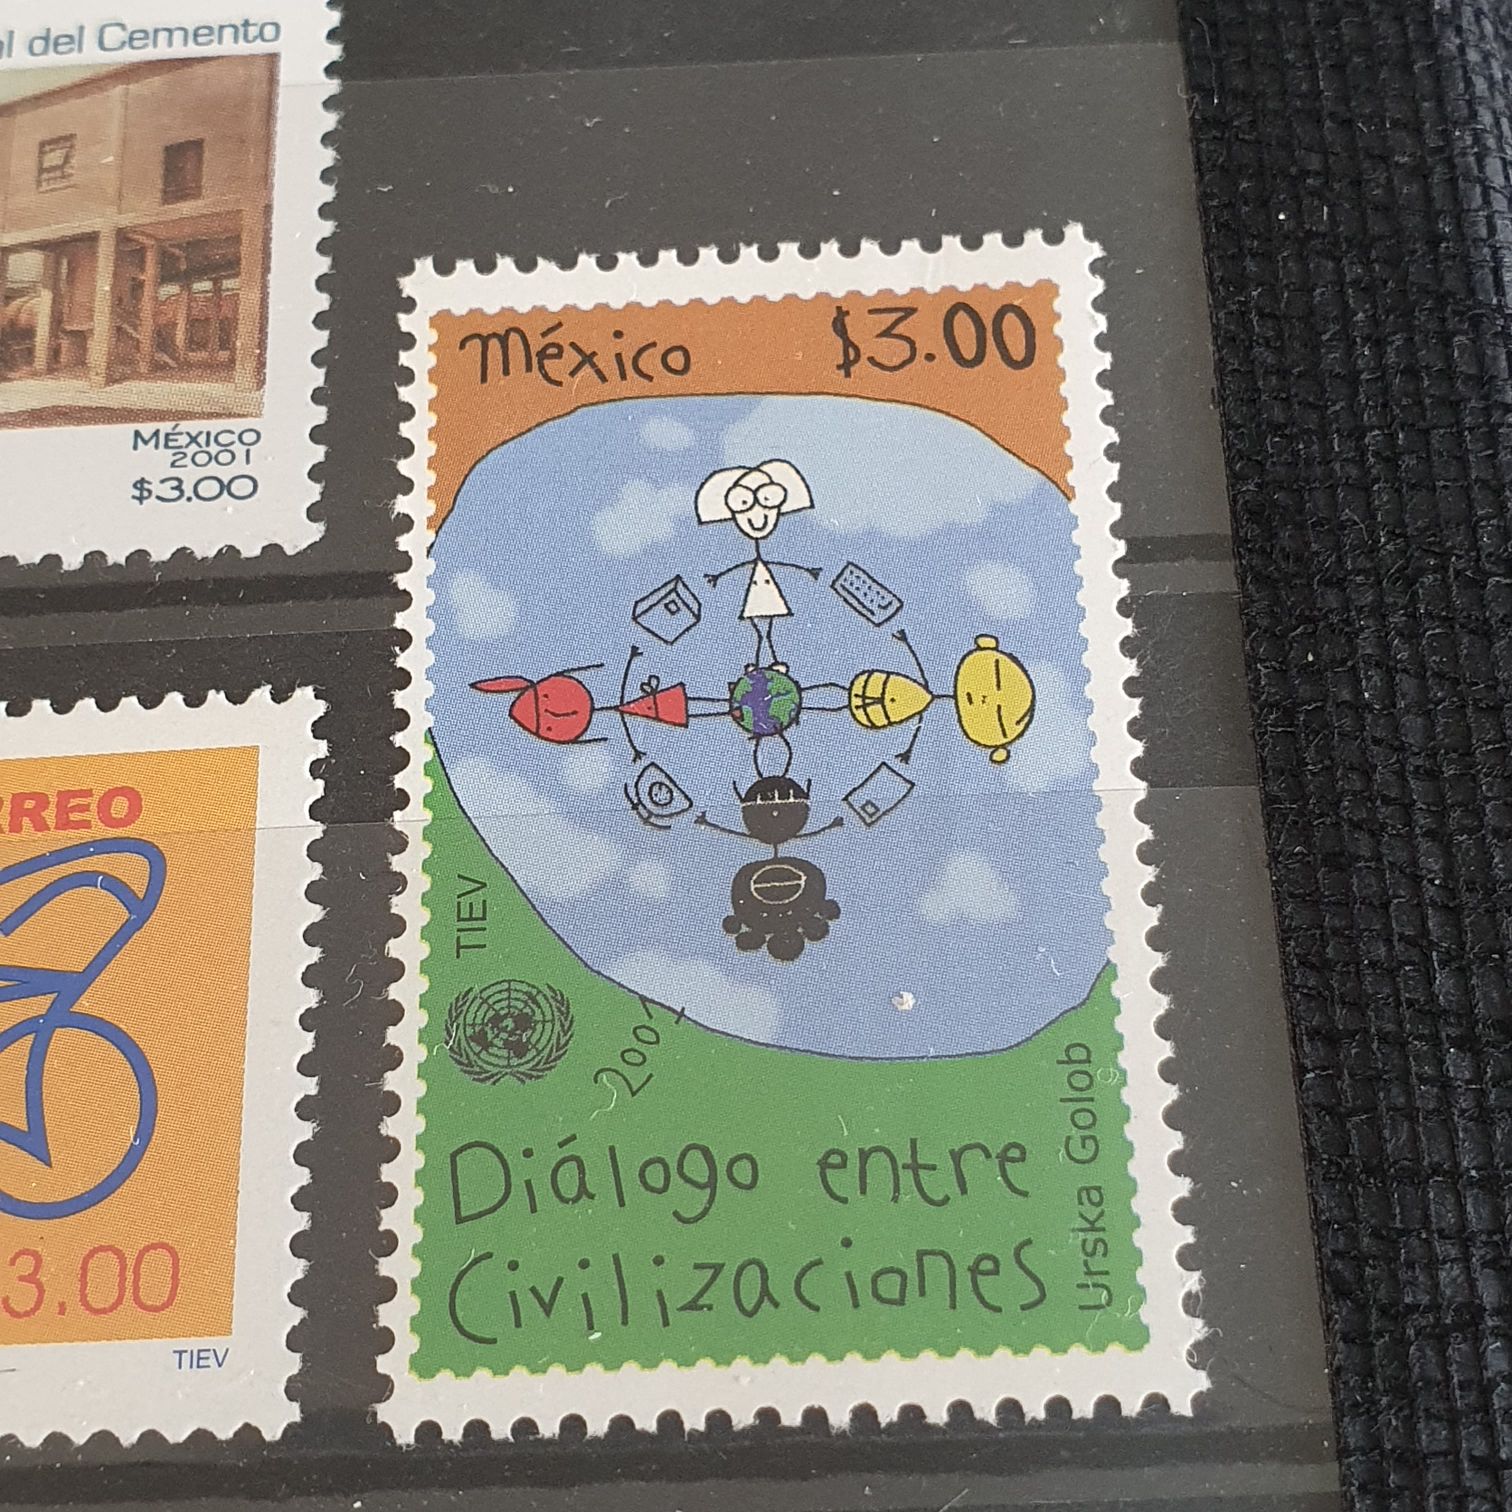 l del Cemento
MÉXICO
2001
$3.00
RREO
3.00
TIEV
México $3.00
TIEV
2001
Diálogo entre
Civilizaciones
Urska Golob